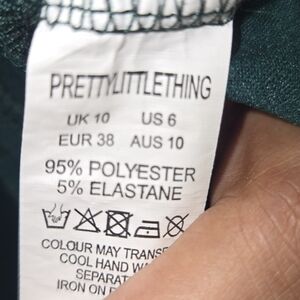 PRETTYLITTLETHING
UK 10 US 6
EUR 38 AUS 10
95% POLYESTER
5% ELASTANE
COLOUR MAY
COOL HAND
IRON ON